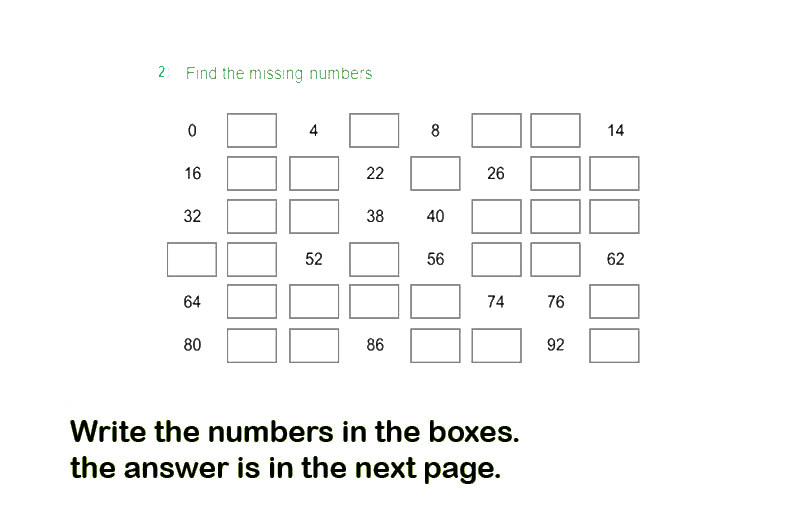 2 Find the missing numbers
0 4 8 14
16 22 26
32 38 40
52 56 62
64 74 76
80 86 92
Write the numbers in the boxes.
the answer is in the next page.